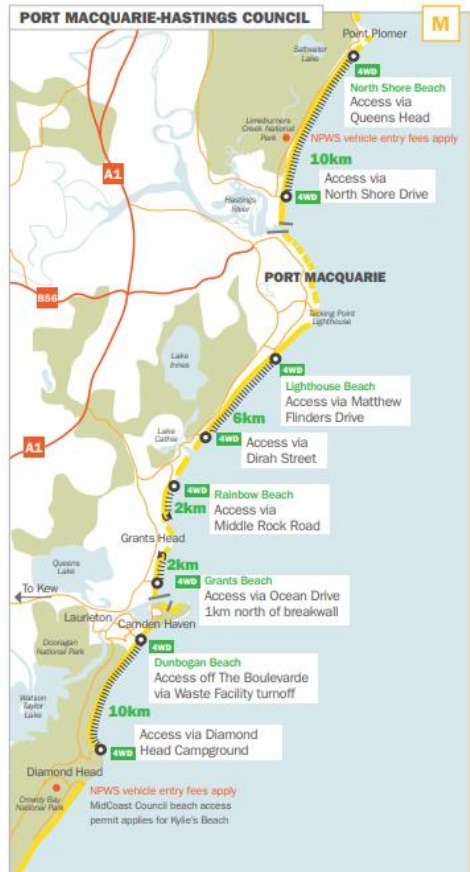 PORT MACQUARIE-HASTINGS COUNCIL
M
Point Plomer
Saltwater
Lake
4WD
North Shore Beach
Access via
Queens Head
Limeburners
Creek National
Park
NPWS vehicle entry fees apply
10km
A1
Access via
4WD
North Shore Drive
Hastings
River
PORT MACQUARIE
B56
Tacking Point
Lighthouse
Lake
Innes
4WD
Lighthouse Beach
Access via Matthew
Flinders Drive
6km
Lake
Cathie
A1
4WD
Access via
Dirah Street
4WD
Rainbow Beach
2km
Access via
Middle Rock Road
Grants Head
2km
Queens
Lake
4WD
Grants Beach
To Kew
Access via Ocean Drive
1km north of breakwall
Laurieton
Camden Haven
4WD
Dooragan
National Park
Dunbogan Beach
Access off The Boulevarde
via Waste Facility turnoff
Watson
Taylor
Lake
10km
Access via Diamond
4WD
Head Campground
Diamond Head
NPWS vehicle entry fees apply
Crowdy Bay
National Park
MidCoast Council beach access
permit applies for Kylie's Beach